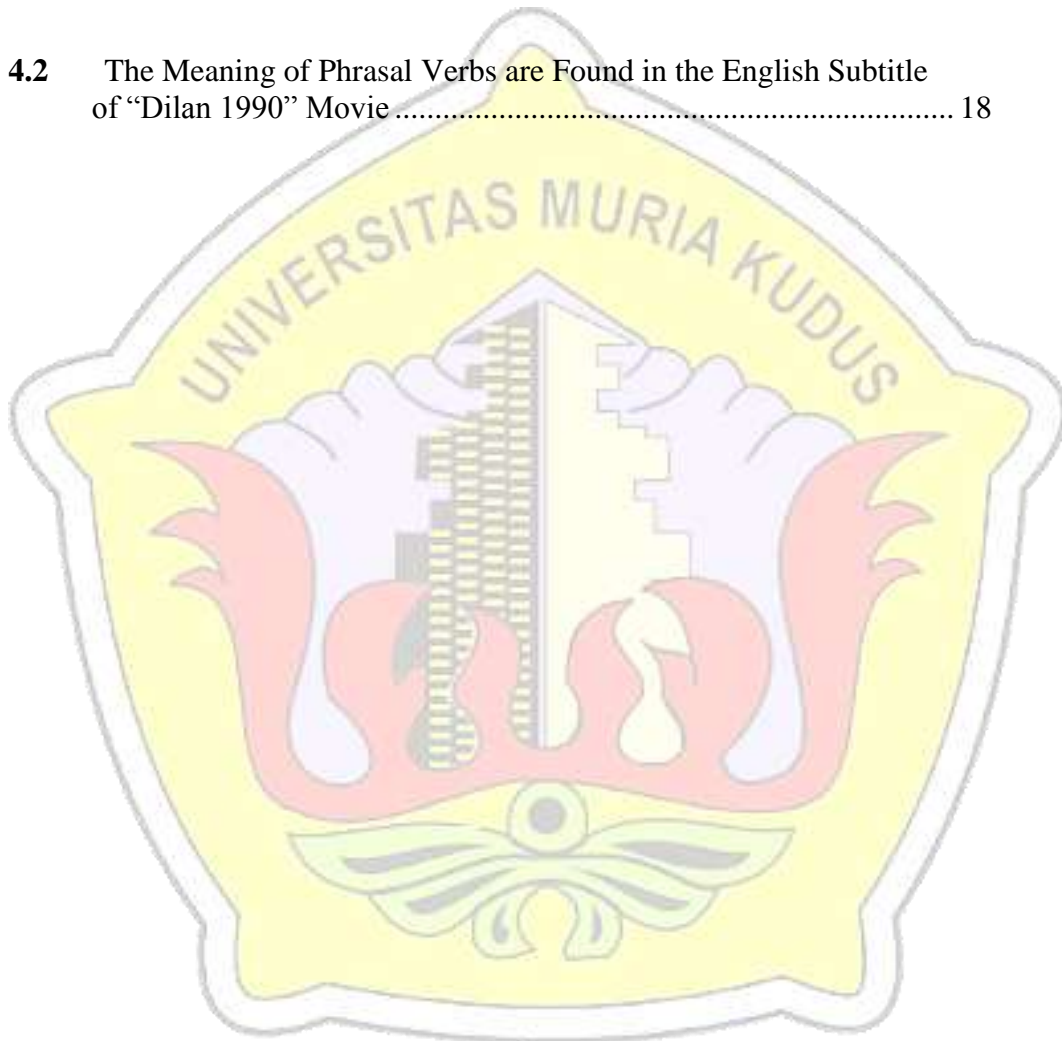 4.2 The Meaning of Phrasal Verbs are Found in the English Subtitle
of “Dilan 1990” Movie ...................................................................... 18
UNIVERSITAS MURIA KUDUS